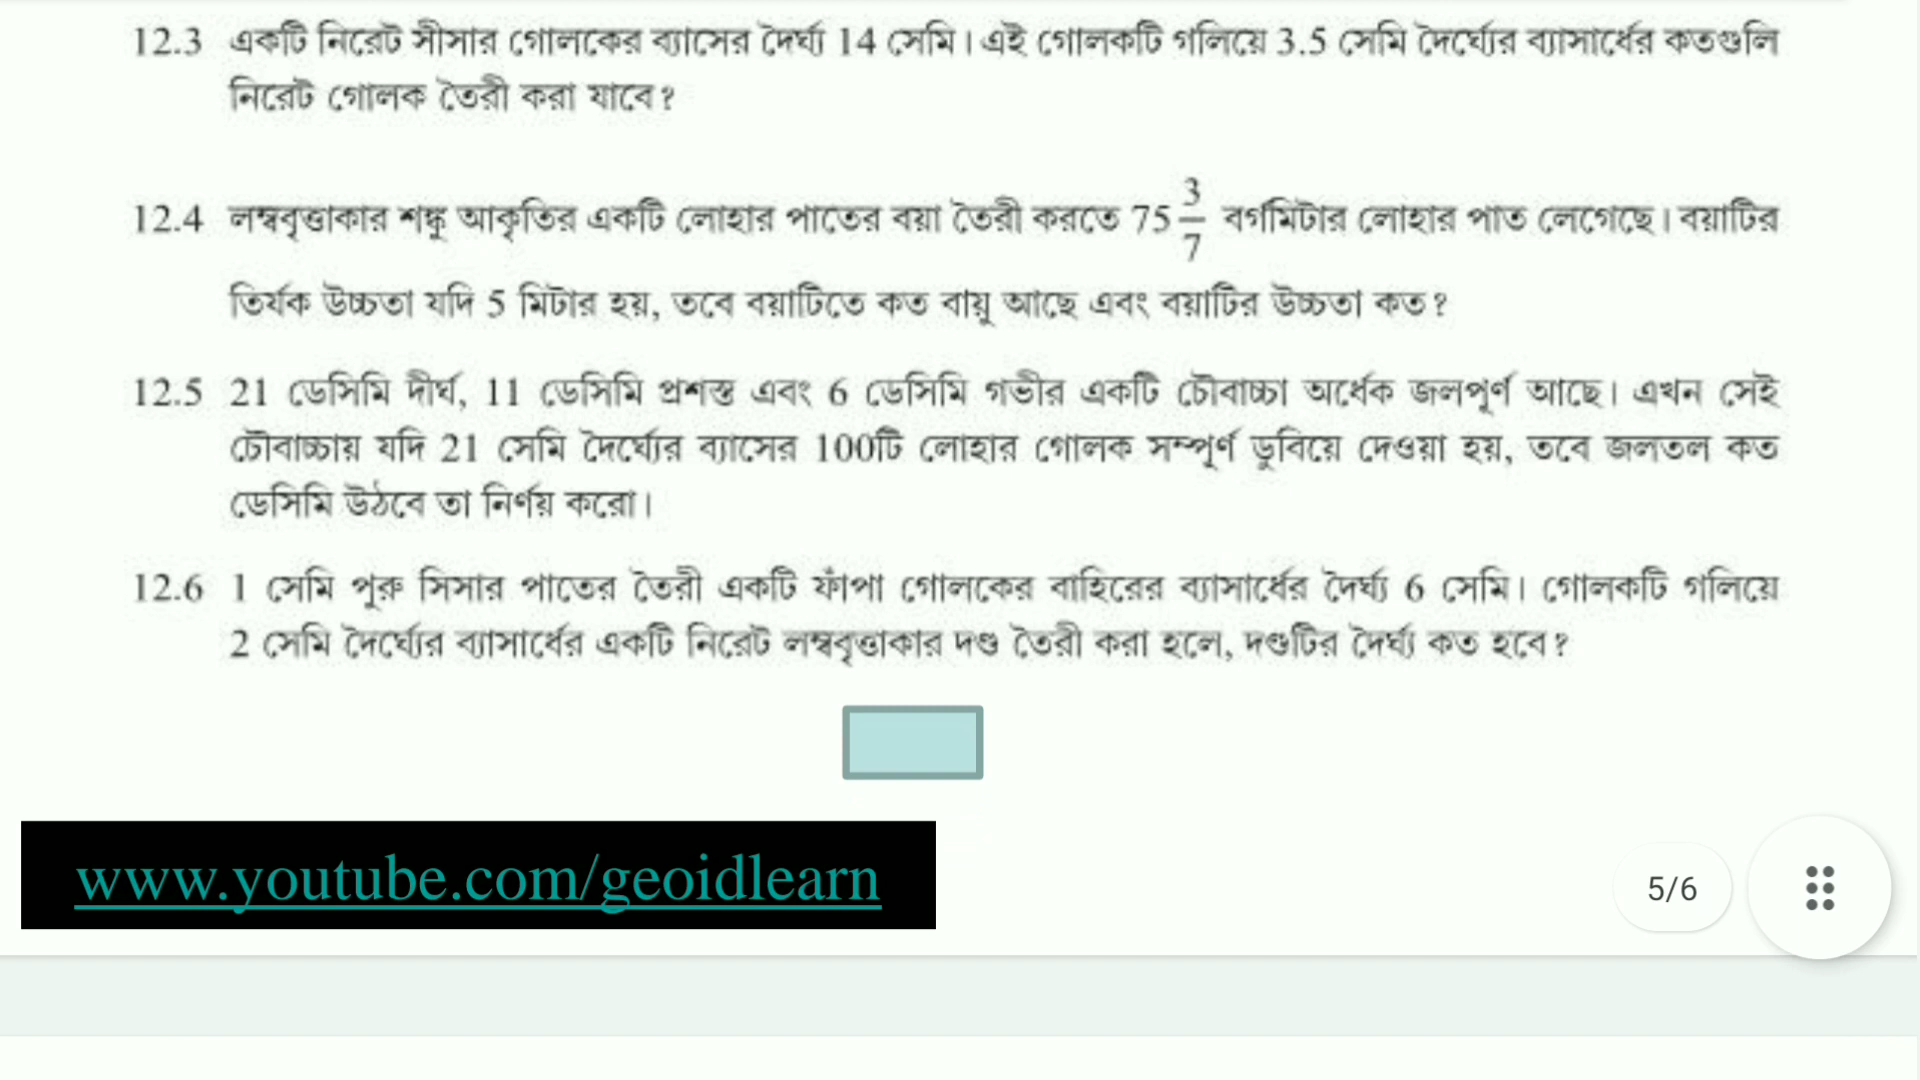 12.3 একটি নিরেট সীসার গোলকের ব্যাসের দৈর্ঘ্য 14 সেমি। এই গোলকটি গলিয়ে 3.5 সেমি দৈর্ঘ্যের ব্যাসার্ধের কতগুলি
নিরেট গোলক তৈরী করা যাবে?
12.4 লম্ববৃত্তাকার শঙ্কু আকৃতির একটি লোহার পাতের বয়া তৈরী করতে 75 3/7 বর্গমিটার লোহার পাত লেগেছে। বয়াটির
তির্যক উচ্চতা যদি 5 মিটার হয়, তবে বয়াটিতে কত বায়ু আছে এবং বয়াটির উচ্চতা কত?
12.5 21 ডেসিমি দীর্ঘ, 11 ডেসিমি প্রশস্ত এবং 6 ডেসিমি গভীর একটি চৌবাচ্চা অর্ধেক জলপূর্ণ আছে। এখন সেই
চৌবাচ্চায় যদি 21 সেমি দৈর্ঘ্যের ব্যাসের 100টি লোহার গোলক সম্পূর্ণ ডুবিয়ে দেওয়া হয়, তবে জলতল কত
ডেসিমি উঠবে তা নির্ণয় করো।
12.6 1 সেমি পুরু সিসার পাতের তৈরী একটি ফাঁপা গোলকের বাহিরের ব্যাসার্ধের দৈর্ঘ্য 6 সেমি। গোলকটি গলিয়ে
2 সেমি দৈর্ঘ্যের ব্যাসার্ধের একটি নিরেট লম্ববৃত্তাকার দণ্ড তৈরী করা হলে, দণ্ডটির দৈর্ঘ্য কত হবে?
www.youtube.com/geoidlearn
5/6